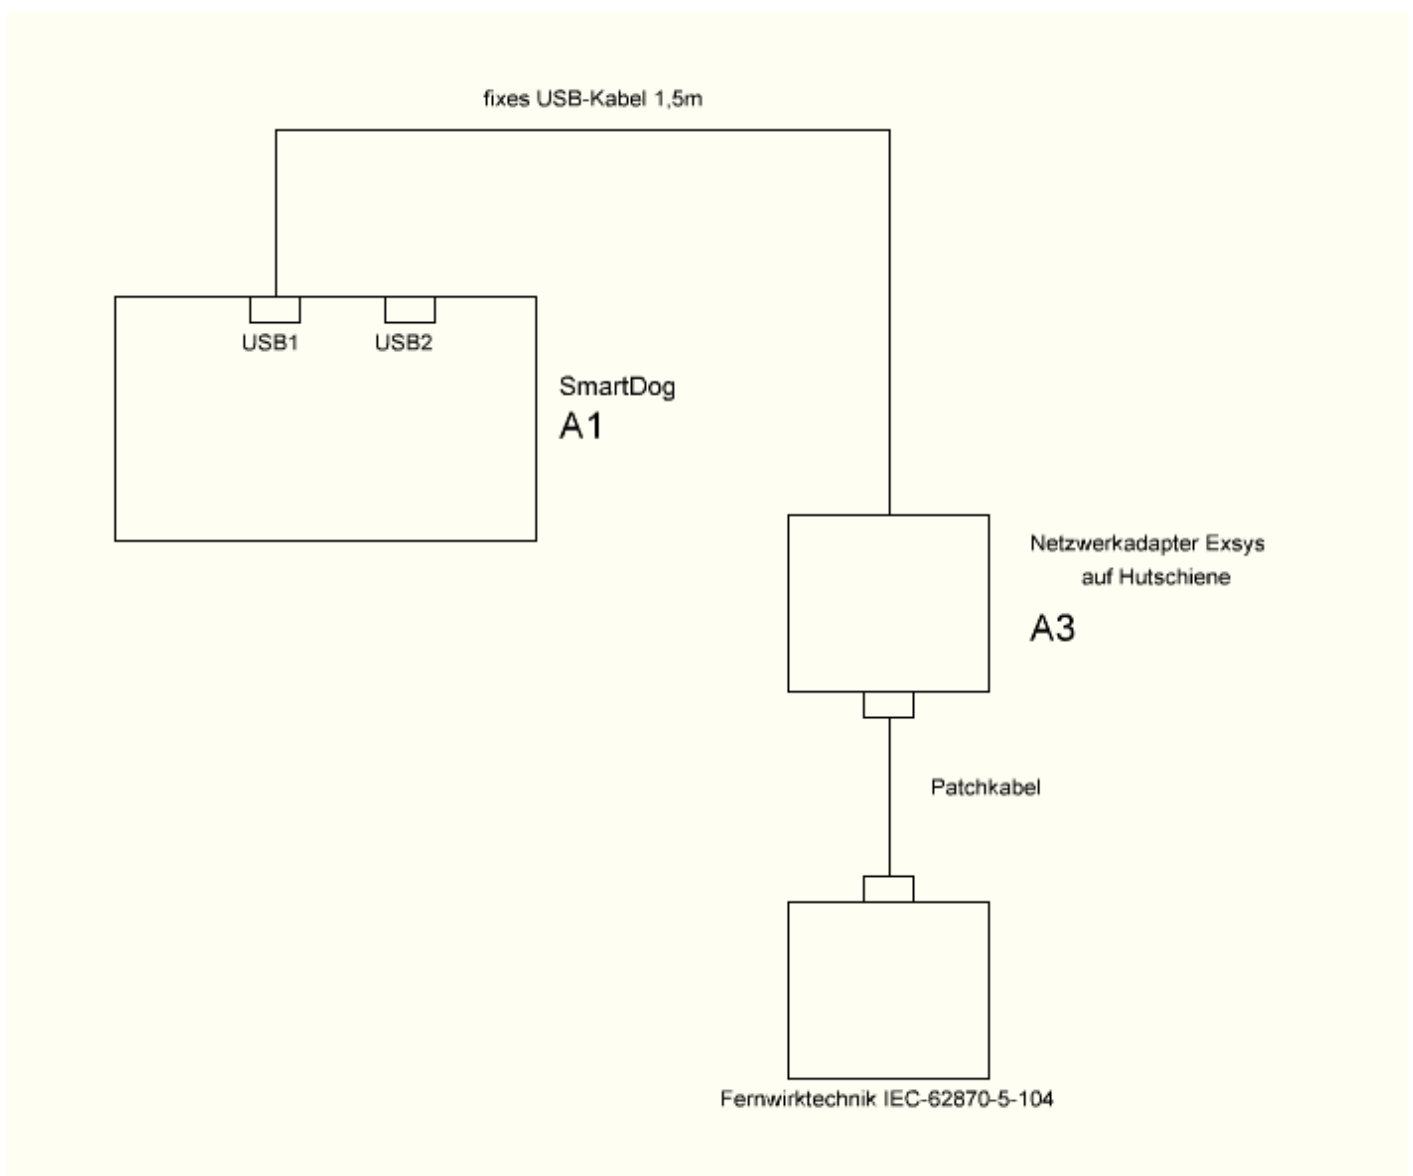 fixes USB-Kabel 1,5m
USB1
USB2
SmartDog
A1
Netzwerkadapter Exsys
auf Hutschiene
A3
Patchkabel
Fernwirktechnik IEC-62870-5-104